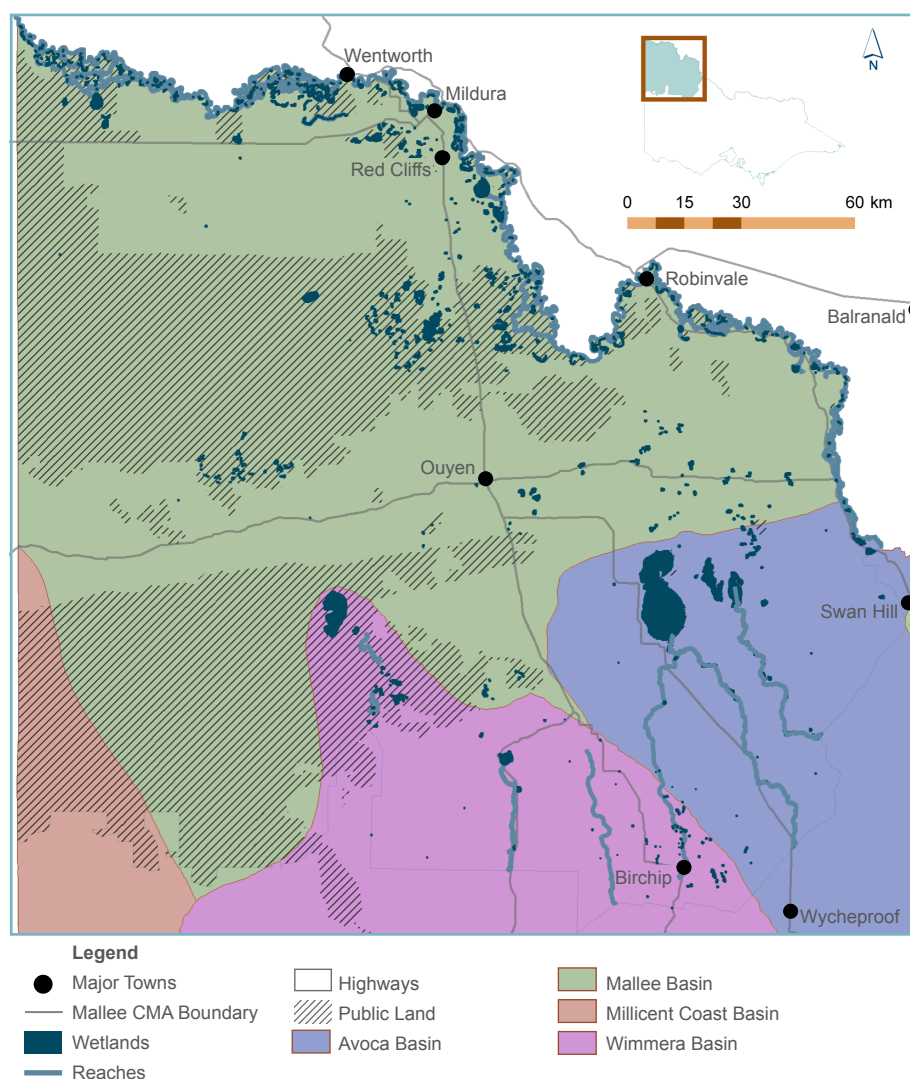 Wentworth
Mildura
N
Red Cliffs
0 15 30 60 km
Robinvale
Balranald
Ouyen
Swan Hill
Birchip
Wycheproof
Legend
Major Towns
Mallee CMA Boundary
Wetlands
Reaches
Highways
Public Land
Avoca Basin
Mallee Basin
Millicent Coast Basin
Wimmera Basin